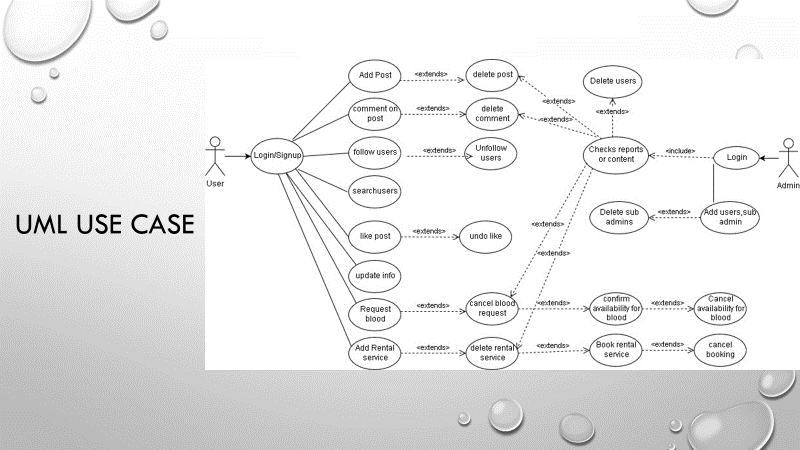 UML USE CASE
User
Login/Signup
Add Post
<extends>
delete post
comment on
post
<extends>
delete
comment
follow users
<extends>
Unfollow
users
searchusers
like post
<extends>
undo like
update info
Request
blood
<extends>
cancel blood
request
<extends>
confirm
availability for
blood
<extends>
Cancel
availability for
blood
Add Rental
service
<extends>
delete rental
service
<extends>
Book rental
service
<extends>
cancel
booking
Delete users
<extends>
<extends>
<extends>
Checks reports
or content
<include>
Login
Admin
Delete sub
admins
<extends>
Add users,sub
admin
<extends>
<extends>